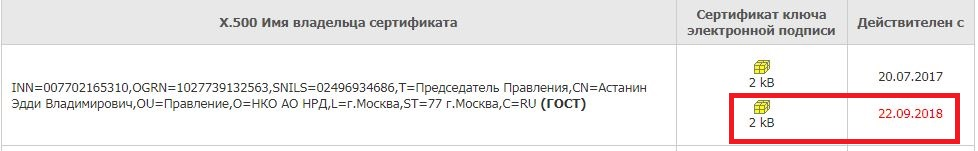 X.500 Имя владельца сертификата
Сертификат ключа
электронной подписи
Действителен с
INN=007702165310,OGRN=1027739132563,SNILS=02496934686,T=Председатель Правления,CN=Астанин
Эдди Владимирович,OU=Правление,O=НКО АО НРД,L=г.Москва,ST=77 г.Москва,C=RU (ГОСТ)
2 kB
20.07.2017
2 kB
22.09.2018